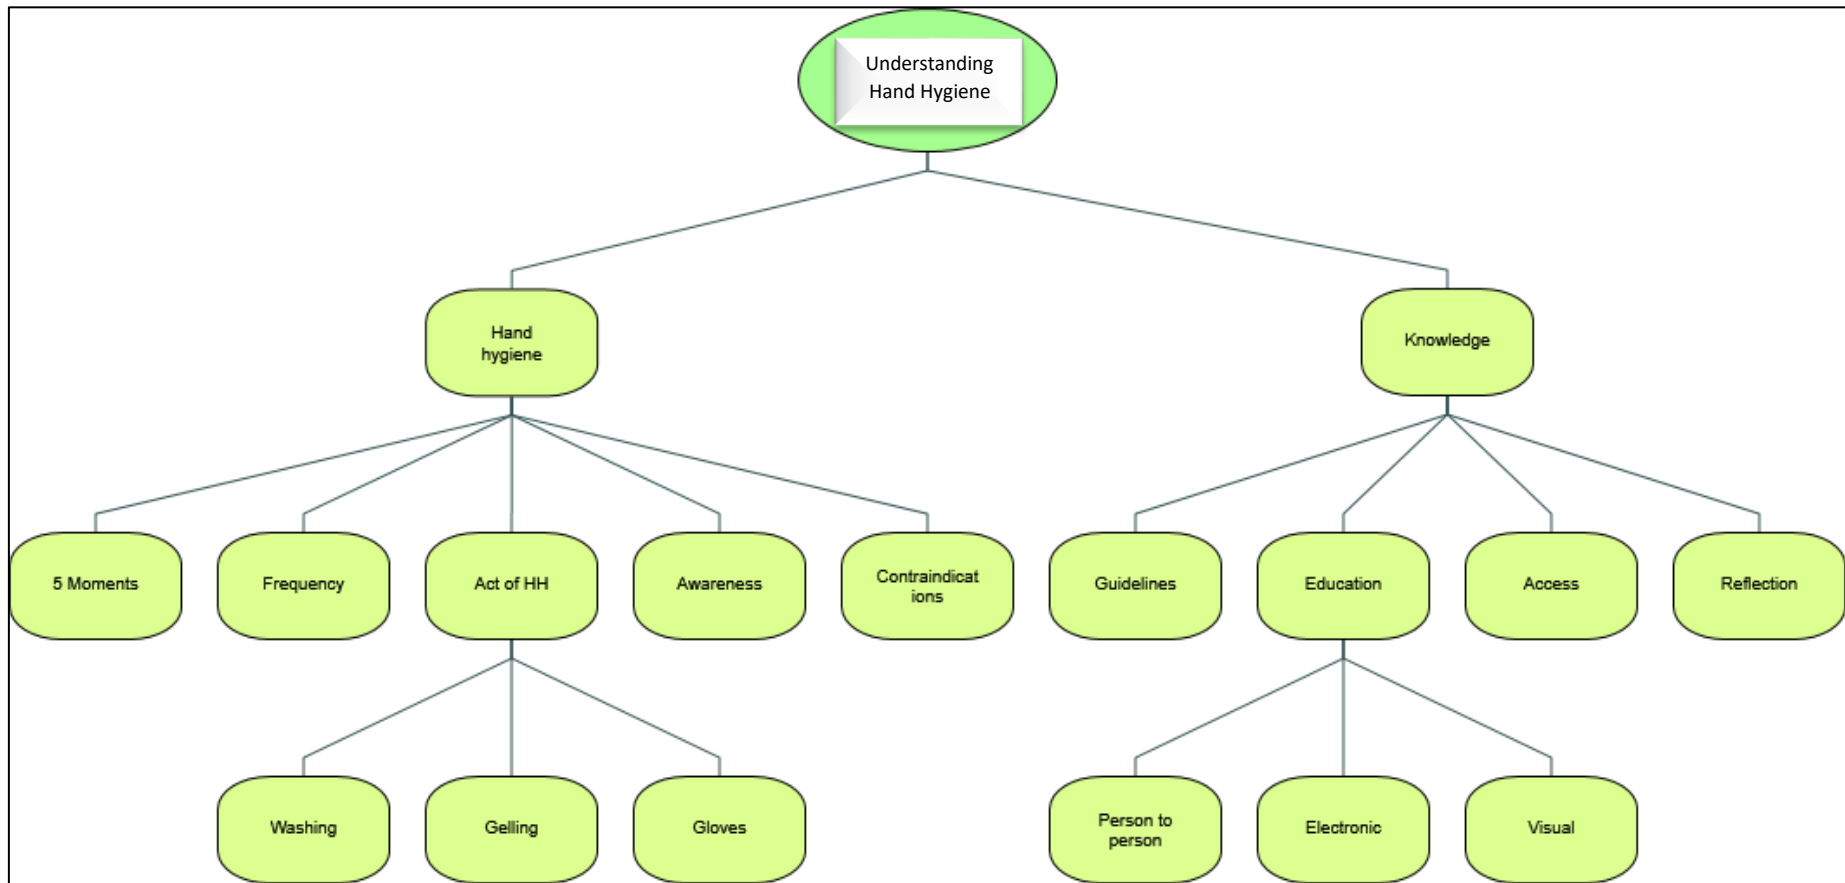 Understanding
Hand Hygiene
Hand
hygiene
Knowledge
5 Moments
Frequency
Act of HH
Awareness
Contraindicat
ions
Guidelines
Education
Access
Reflection
Washing
Gelling
Gloves
Person to
person
Electronic
Visual